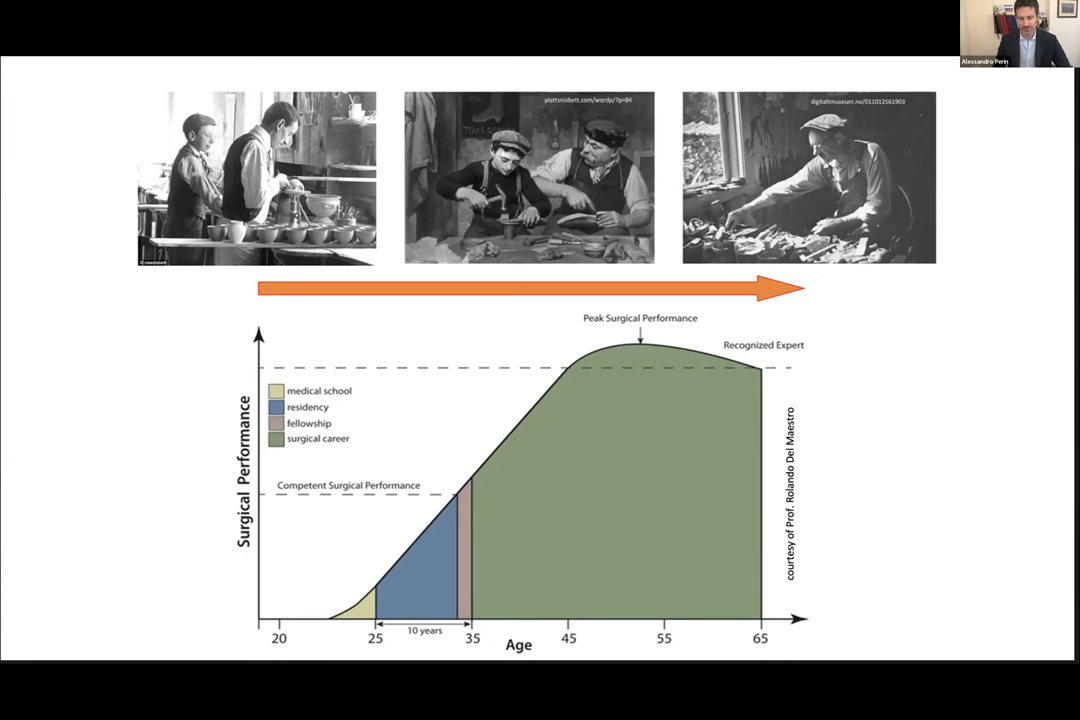 Alessandro Perin
plattsnisbett.com/wordp/?p=84
digitaltmuseum.no/011012561903
Peak Surgical Performance
Recognized Expert
medical school
residency
fellowship
surgical career
Competent Surgical Performance
Surgical Performance
courtesy of Prof. Rolando Del Maestro
10 years
20
25
35
45
55
65
Age